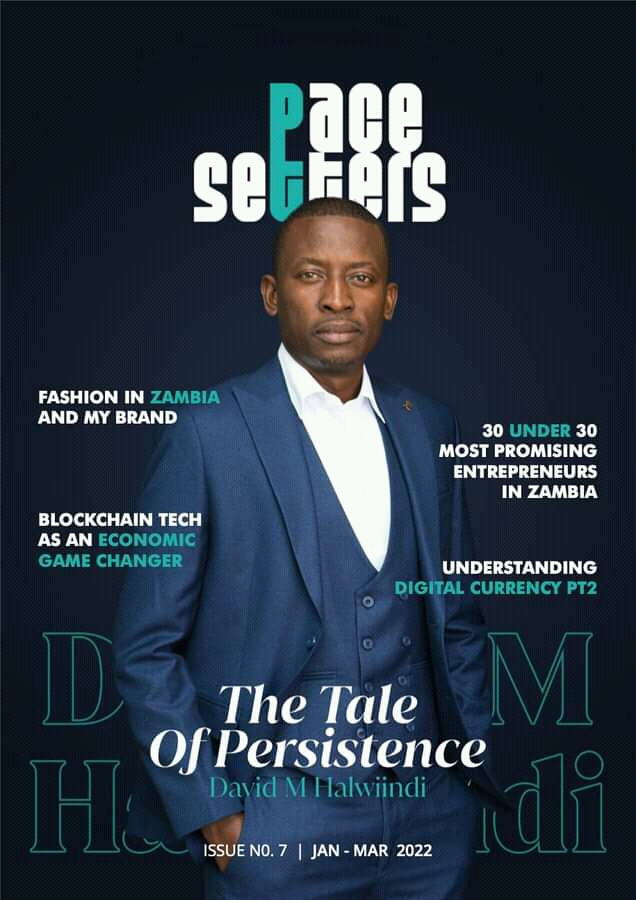 Pace
setters
FASHION IN ZAMBIA
AND MY BRAND
30 UNDER 30
MOST PROMISING
ENTREPRENEURS
IN ZAMBIA
BLOCKCHAIN TECH
AS AN ECONOMIC
GAME CHANGER
UNDERSTANDING
DIGITAL CURRENCY PT2
D M
The Tale
Of Persistence
David M Halwiindi
Ha ndi
ISSUE N0. 7 | JAN - MAR 2022